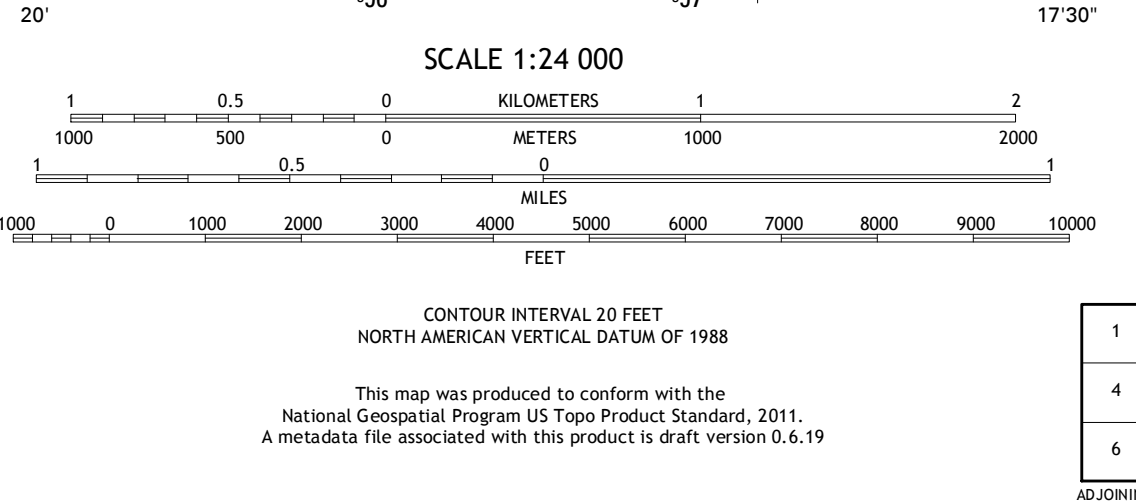 20' 17'30"
SCALE 1:24 000
1 0.5 0 KILOMETERS 1 2
1000 500 0 METERS 1000 2000
1 0.5 0 1
MILES
1000 0 1000 2000 3000 4000 5000 6000 7000 8000 9000 10000
FEET
CONTOUR INTERVAL 20 FEET
NORTH AMERICAN VERTICAL DATUM OF 1988
This map was produced to conform with the
National Geospatial Program US Topo Product Standard, 2011.
A metadata file associated with this product is draft version 0.6.19
1
4
6